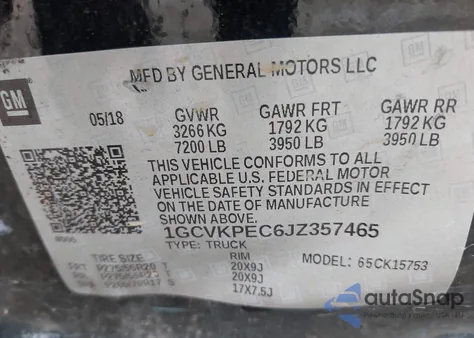 MFD BY GENERAL MOTORS LLC
GM
05/18 GVWR GAWR FRT GAWR RR
3266 KG 1792 KG 1792 KG
7200 LB 3950 LB 3950 LB
THIS VEHICLE CONFORMS TO ALL
APPLICABLE U.S. FEDERAL MOTOR
VEHICLE SAFETY STANDARDS IN EFFECT
ON THE DATE OF MANUFACTURE
SHOWN ABOVE.
1GCVKPEC6JZ357465
TYPE: TRUCK
MODEL: 65CK15753
TIRE SIZE RIM
FRT P275/55R20 T 20X9J
20X9J
17X7.5J
autoSnap